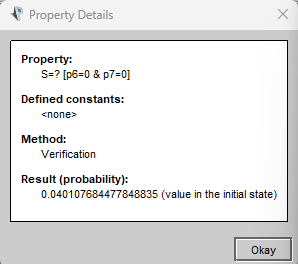 Property Details
Property:
S=? [p6=0 & p7=0]
Defined constants:
<none>
Method:
Verification
Result (probability):
0.040107684477848835 (value in the initial state)
Okay